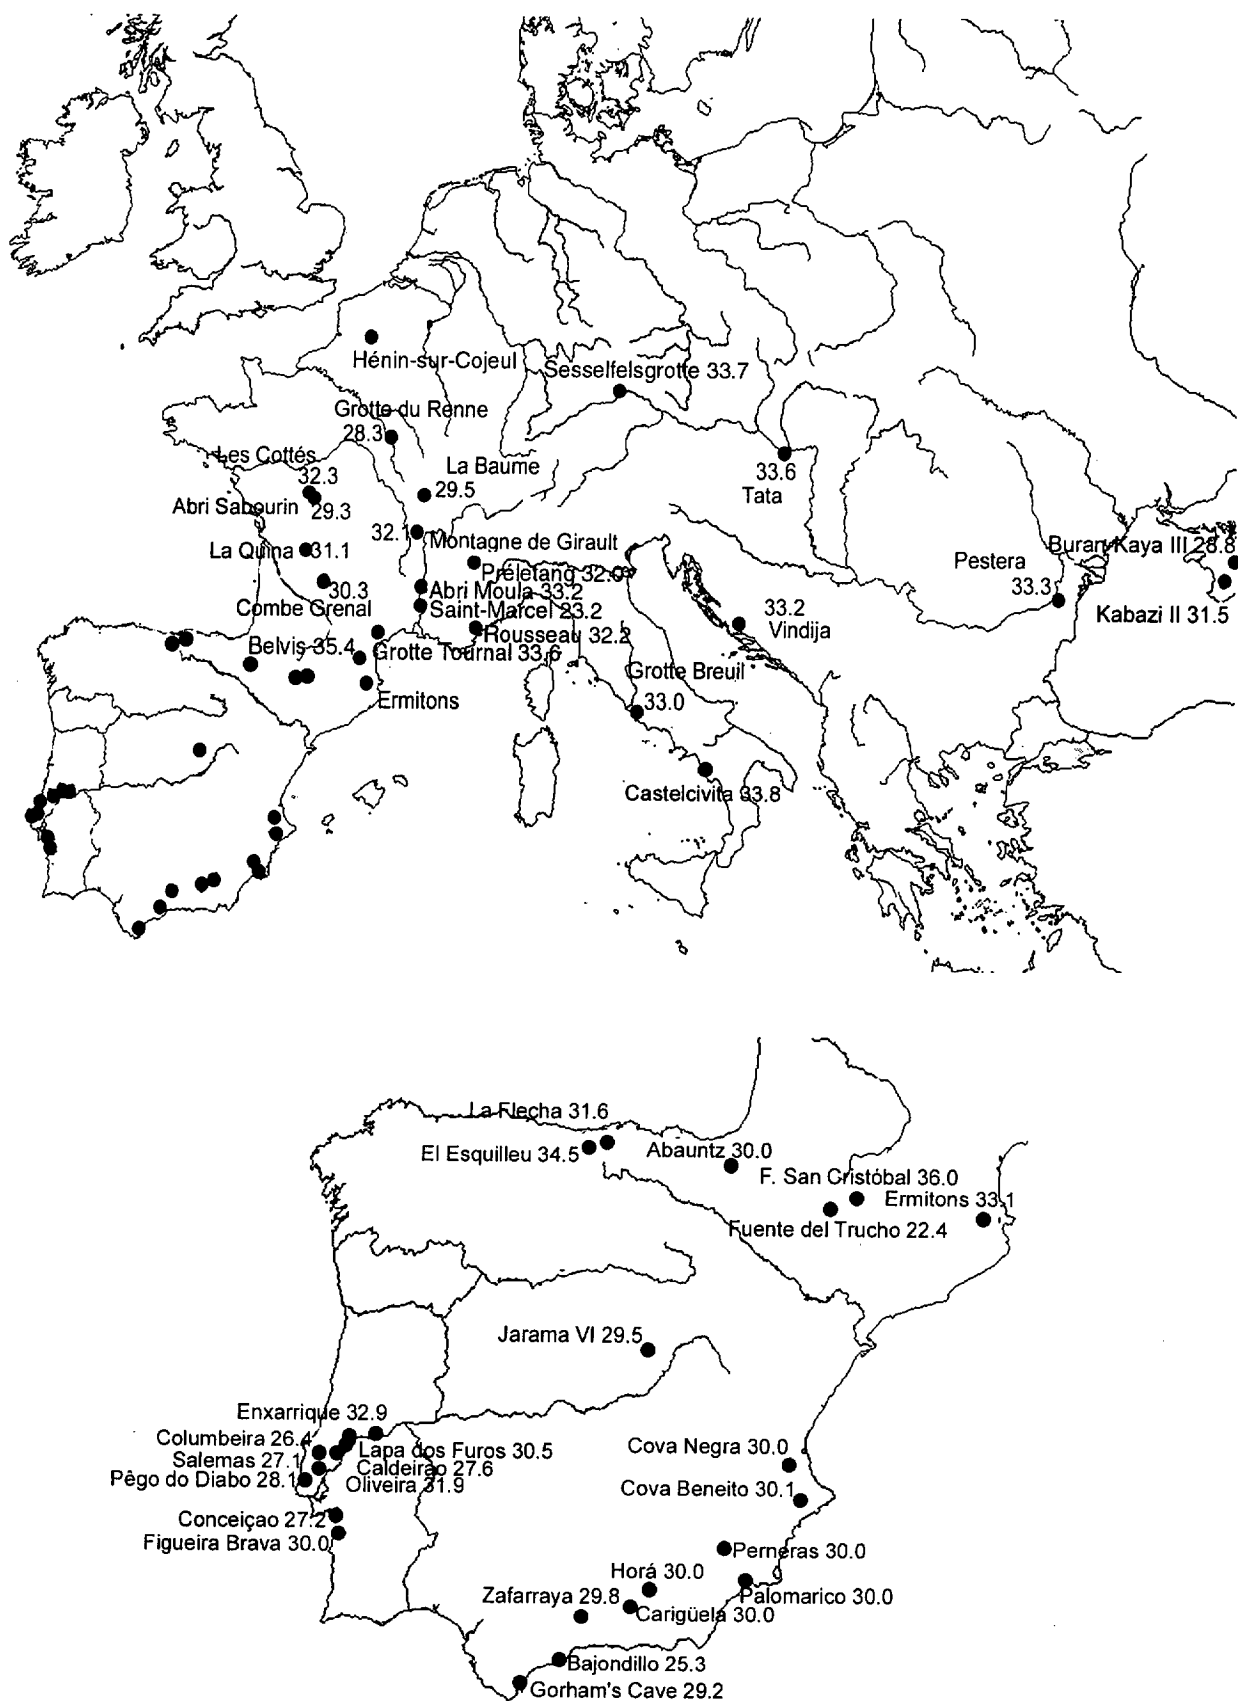 Hénin-sur-Cojeul
Sesselfelsgrotte 33.7
Grotte du Renne
28.3
Les Cottés
32.3
La Baume
29.5
33.6
Tata
Abri Sabourin
29.3
32.1
Montagne de Girault
La Quina 31.1
Buran Kaya III 28.8
Pestera
33.3
Préletang 32.0
30.3
Abri Moula 33.2
Kabazi II 31.5
Combe Grenal
Saint-Marcel 23.2
33.2
Vindija
Rousseau 32.2
Belvis 35.4
Grotte Tournal 33.6
Grotte Breuil
33.0
Ermitons
Castelcivita 33.8
La Flecha 31.6
El Esquilleu 34.5
Abauntz 30.0
F. San Cristóbal 36.0
Ermitons 33.1
Fuente del Trucho 22.4
Jarama VI 29.5
Enxarrique 32.9
Columbeira 26.4
Lapa dos Furos 30.5
Salemas 27.1
Caldeirão 27.6
Pêgo do Diabo 28.1
Oliveira 31.9
Cova Negra 30.0
Cova Beneito 30.1
Conceiçao 27.2
Figueira Brava 30.0
Perneras 30.0
Horá 30.0
Palomarico 30.0
Zafarraya 29.8
Carigüela 30.0
Bajondillo 25.3
Gorham's Cave 29.2